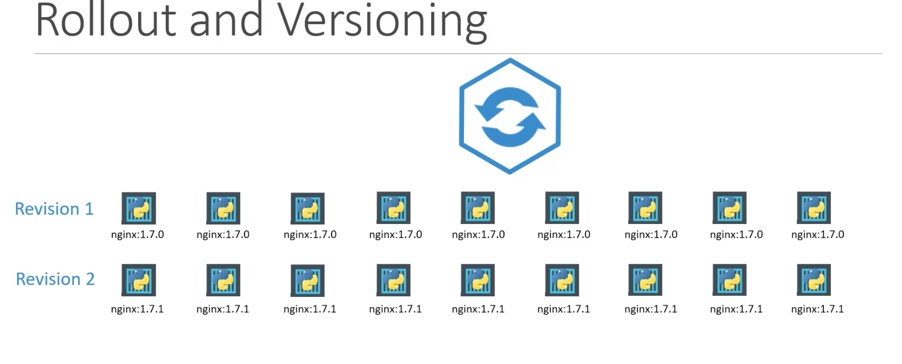 Rollout and Versioning
Revision 1
nginx:1.7.0 nginx:1.7.0 nginx:1.7.0 nginx:1.7.0 nginx:1.7.0 nginx:1.7.0 nginx:1.7.0 nginx:1.7.0 nginx:1.7.0
Revision 2
nginx:1.7.1 nginx:1.7.1 nginx:1.7.1 nginx:1.7.1 nginx:1.7.1 nginx:1.7.1 nginx:1.7.1 nginx:1.7.1 nginx:1.7.1